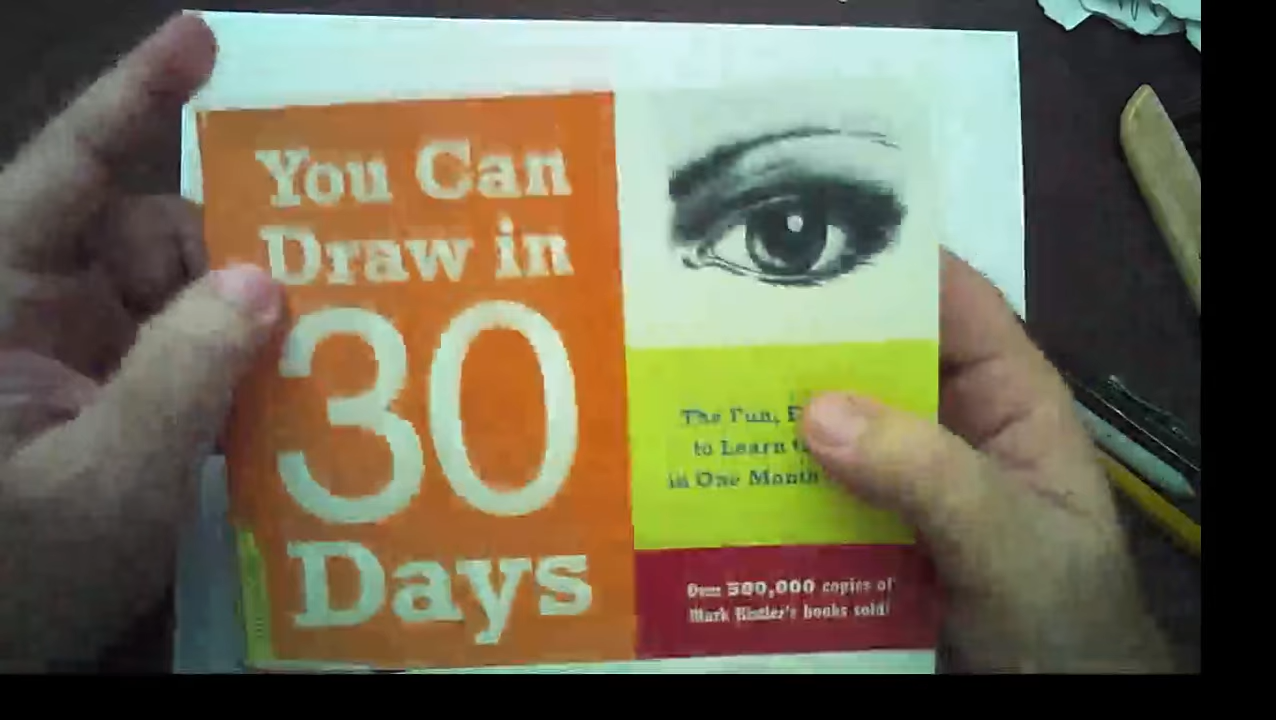 You Can
Draw in
30
Days
The Fun,
to Learn
in One Month
Over 500,000 copies of
Mark Kistler's books sold!